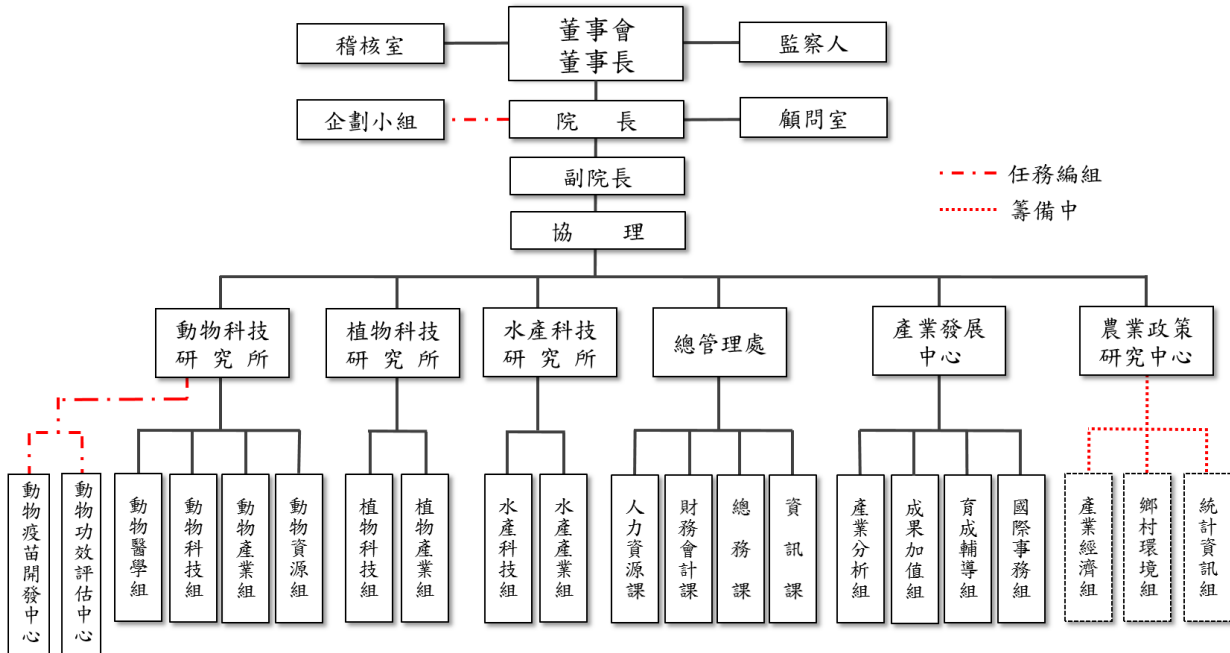 稽核室
董事會
董事長
監察人
企劃小組
院長
顧問室
副院長
任務編組
籌備中
協理
動物科技
研究所
植物科技
研究所
水產科技
研究所
總管理處
產業發展
中心
農業政策
研究中心
動物疫苗開發中心
動物功效評估中心
動物醫學組
動物科技組
動物產業組
動物資源組
植物科技組
植物產業組
水產科技組
水產產業組
人力資源課
財務會計課
總務課
資訊課
產業分析組
成果加值組
育成輔導組
國際事務組
產業經濟組
鄉村環境組
統計資訊組